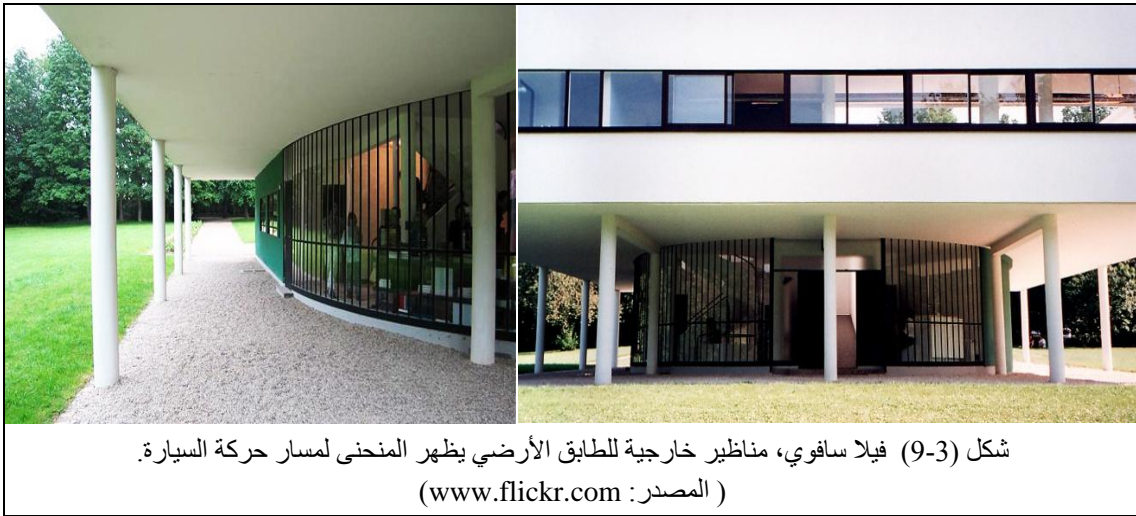 شكل (3-9) فيلا سافوي، مناظير خارجية للطابق الأرضي يظهر المنحنى لمسار حركة السيارة.
( المصدر: www.flickr.com)